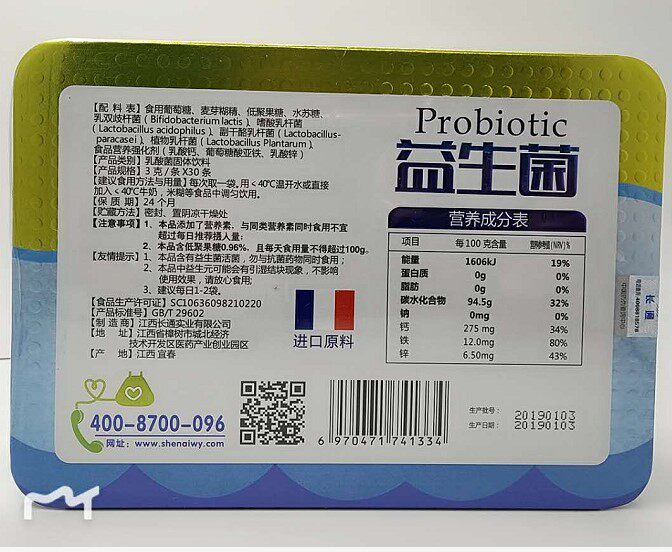 【配 料 表】食用葡萄糖、麦芽糊精、低聚果糖、水苏糖、
乳双歧杆菌(Bifidobacterium lactis)、嗜酸乳杆菌
(Lactobacillus acidophilus)、副干酪乳杆菌(Lactobacillus-
paracasei)、植物乳杆菌(Lactobacillus Plantarum)、
食品营养强化剂(乳酸钙、葡萄糖酸亚铁、乳酸锌)
【产品类别】乳酸菌固体饮料
【产品规格】3克/条 X30条
【建议食用方法与用量】每次取一袋,用<40℃温开水或直接
加入<40℃牛奶,米糊等食品中调匀饮用。
【保 质 期】24个月
【贮藏方法】密封、置阴凉干燥处
【注意事项】1、本品添加了营养素,与同类营养素同时食用不宜
超过每日推荐摄入量;
2、本品含低聚果糖0.96%,且每天食用量不得超过100g。
【友情提示】1、本品含有益生菌活菌,勿与抗菌药物同时食用;
2、本品中益生元可能会有引湿结块现象,不影响
使用效果,请放心食用;
3、建议每日1-2袋。
【食品生产许可证】SC10636098210220
【产品标准号】GB/T 29602
【制 造 商】江西长通实业有限公司
【地 址】江西省樟树市城北经济
技术开发区医药产业创业园区
【产 地】江西 宜春
进口原料
400-8700-096
网址:www.shenaiwy.com
6 970471 741334
Probiotic
益生菌
营养成分表
项目 每100克含量 营养参考值(NRV)%
能量 1606kJ 19%
蛋白质 0g 0%
脂肪 0g 0%
碳水化合物 94.5g 32%
钠 0mg 0%
钙 275 mg 34%
铁 12.0mg 80%
锌 6.50mg 43%
生产批号: 20190103
生产日期: 20190103